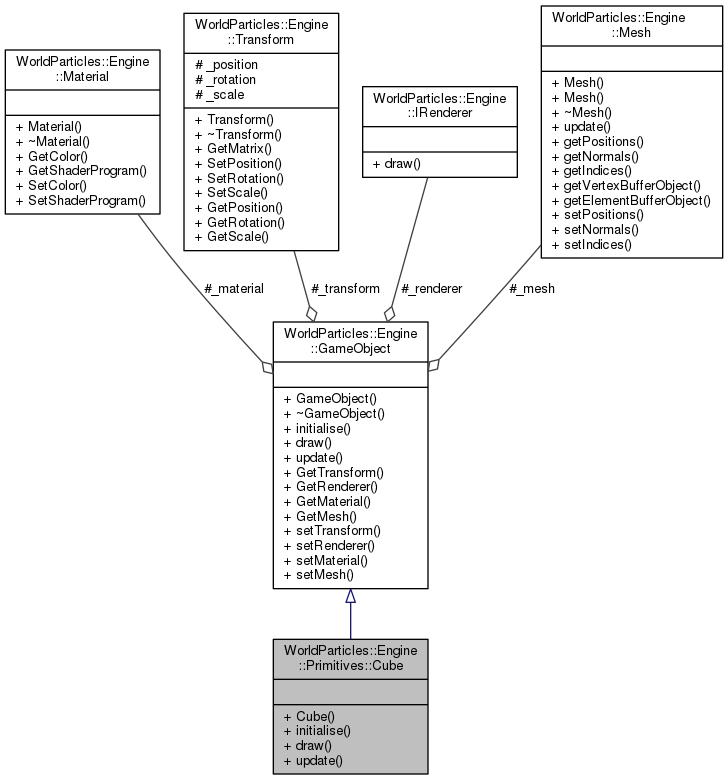 WorldParticles::Engine
::Material
+ Material()
+ ~Material()
+ GetColor()
+ GetShaderProgram()
+ SetColor()
+ SetShaderProgram()
WorldParticles::Engine
::Transform
# _position
# _rotation
# _scale
+ Transform()
+ ~Transform()
+ GetMatrix()
+ SetPosition()
+ SetRotation()
+ SetScale()
+ GetPosition()
+ GetRotation()
+ GetScale()
WorldParticles::Engine
::IRenderer
+ draw()
WorldParticles::Engine
::Mesh
+ Mesh()
+ Mesh()
+ ~Mesh()
+ update()
+ getPositions()
+ getNormals()
+ getIndices()
+ getVertexBufferObject()
+ getElementBufferObject()
+ setPositions()
+ setNormals()
+ setIndices()
#_material
#_transform
#_renderer
#_mesh
WorldParticles::Engine
::GameObject
+ GameObject()
+ ~GameObject()
+ initialise()
+ draw()
+ update()
+ GetTransform()
+ GetRenderer()
+ GetMaterial()
+ GetMesh()
+ setTransform()
+ setRenderer()
+ setMaterial()
+ setMesh()
WorldParticles::Engine
::Primitives::Cube
+ Cube()
+ initialise()
+ draw()
+ update()